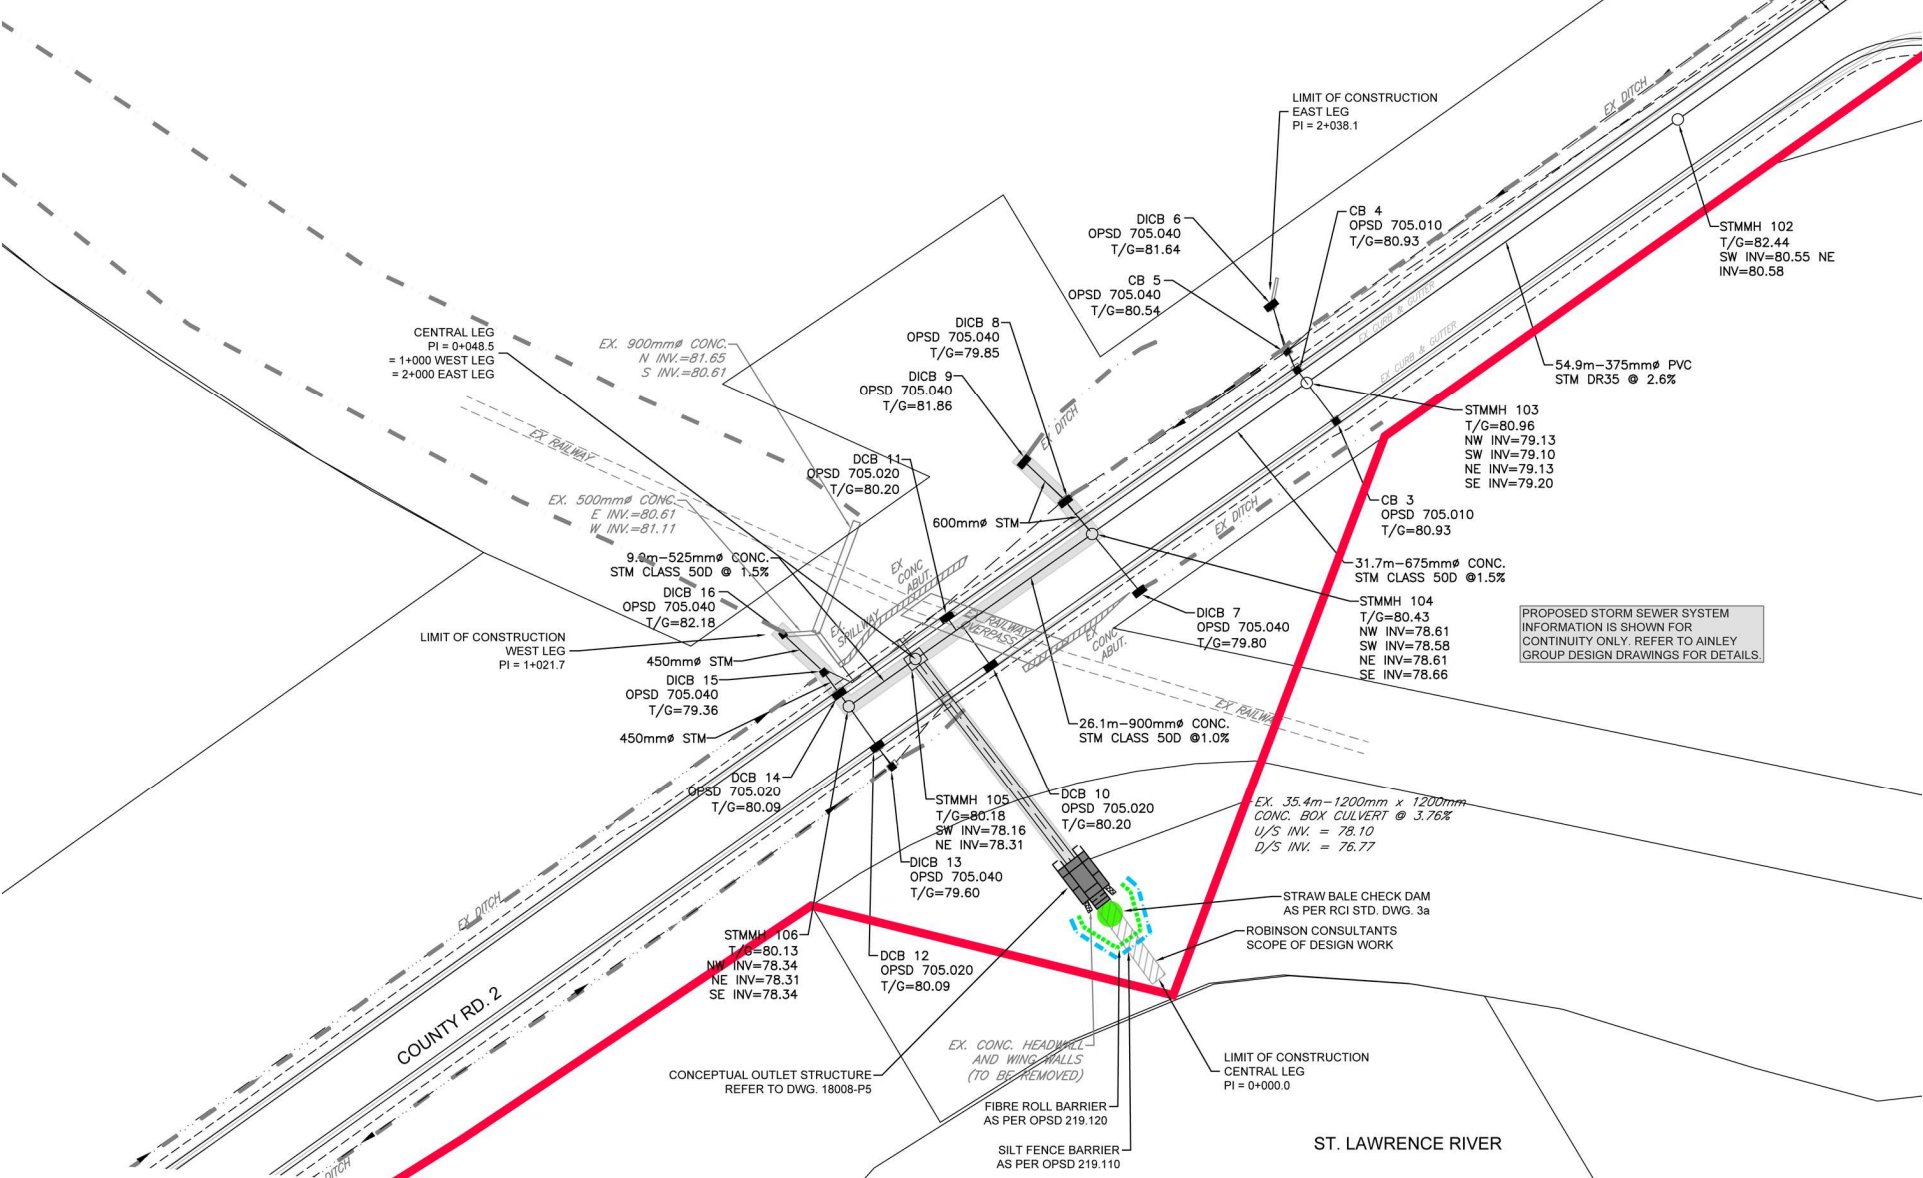 LIMIT OF CONSTRUCTION
EAST LEG
PI = 2+038.1
EX DITCH
DICB 6
OPSD 705.040
T/G=81.64
CB 4
OPSD 705.010
T/G=80.93
STMMH 102
T/G=82.44
SW INV=80.55 NE
INV=80.58
CB 5
OPSD 705.040
T/G=80.54
EX CURB & GUTTER
EX CURB & GUTTER
CENTRAL LEG
PI = 0+048.5
= 1+000 WEST LEG
= 2+000 EAST LEG
EX. 900mmø CONC.
N INV.=81.65
S INV.=80.61
DICB 8
OPSD 705.040
T/G=79.85
DICB 9
OPSD 705.040
T/G=81.86
54.9m-375mmø PVC
STM DR35 @ 2.6%
STMMH 103
T/G=80.96
NW INV=79.13
SW INV=79.10
NE INV=79.13
SE INV=79.20
EX DITCH
EX RAILWAY
DCB 11
OPSD 705.020
T/G=80.20
EX. 500mmø CONC.
E INV.=80.61
W INV.=81.11
600mmø STM
EX DITCH
CB 3
OPSD 705.010
T/G=80.93
9.9m-525mmø CONC.
STM CLASS 50D @ 1.5%
EX
CONC
ABUT.
31.7m-675mmø CONC.
STM CLASS 50D @1.5%
DICB 16
OPSD 705.040
T/G=82.18
EX
SPILLWAY
EX RAILWAY
OVERPASS
EX
CONC
ABUT.
DICB 7
OPSD 705.040
T/G=79.80
STMMH 104
T/G=80.43
NW INV=78.61
SW INV=78.58
NE INV=78.61
SE INV=78.66
PROPOSED STORM SEWER SYSTEM
INFORMATION IS SHOWN FOR
CONTINUITY ONLY. REFER TO AINLEY
GROUP DESIGN DRAWINGS FOR DETAILS.
LIMIT OF CONSTRUCTION
WEST LEG
PI = 1+021.7
450mmø STM
DICB 15
OPSD 705.040
T/G=79.36
450mmø STM
EX RAILWAY
26.1m-900mmø CONC.
STM CLASS 50D @1.0%
DCB 14
OPSD 705.020
T/G=80.09
STMMH 105
T/G=80.18
SW INV=78.16
NE INV=78.31
DCB 10
OPSD 705.020
T/G=80.20
EX. 35.4m-1200mm x 1200mm
CONC. BOX CULVERT @ 3.76%
U/S INV. = 78.10
D/S INV. = 76.77
DICB 13
OPSD 705.040
T/G=79.60
EX DITCH
STRAW BALE CHECK DAM
AS PER RCI STD. DWG. 3a
ROBINSON CONSULTANTS
SCOPE OF DESIGN WORK
STMMH 106
T/G=80.13
NW INV=78.34
NE INV=78.31
SE INV=78.34
DCB 12
OPSD 705.020
T/G=80.09
COUNTY RD. 2
EX. CONC. HEADWALL
AND WING WALLS
(TO BE REMOVED)
CONCEPTUAL OUTLET STRUCTURE
REFER TO DWG. 18008-P5
LIMIT OF CONSTRUCTION
CENTRAL LEG
PI = 0+000.0
FIBRE ROLL BARRIER
AS PER OPSD 219.120
SILT FENCE BARRIER
AS PER OPSD 219.110
ST. LAWRENCE RIVER
DITCH